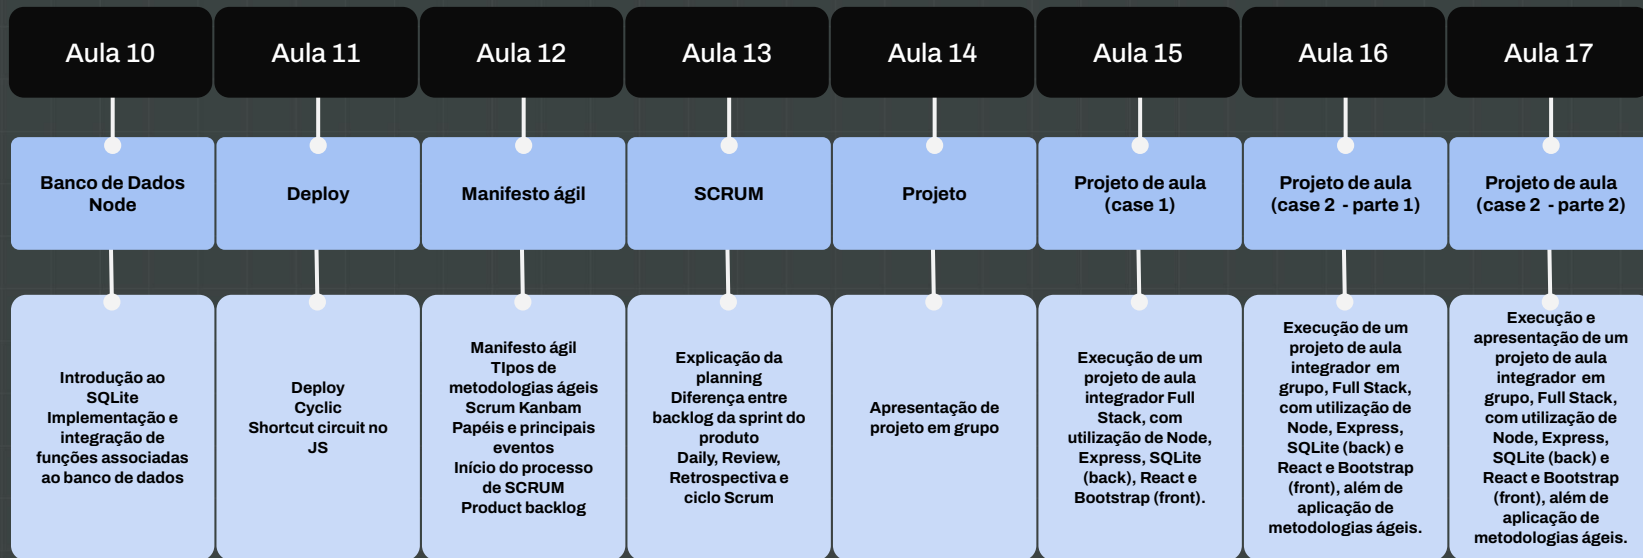 Aula 10
Aula 11
Aula 12
Aula 13
Aula 14
Aula 15
Aula 16
Aula 17
Banco de Dados
Node
Deploy
Manifesto ágil
SCRUM
Projeto
Projeto de aula
(case 1)
Projeto de aula
(case 2 - parte 1)
Projeto de aula
(case 2 - parte 2)
Introdução ao
SQLite
Implementação e
integração de
funções associadas
ao banco de dados
Deploy
Cyclic
Shortcut circuit no
JS
Manifesto ágil
TIpos de
metodologias ágeis
Scrum Kanbam
Papéis e principais
eventos
Início do processo
de SCRUM
Product backlog
Explicação da
planning
Diferença entre
backlog da sprint do
produto
Daily, Review,
Retrospectiva e
ciclo Scrum
Apresentação de
projeto em grupo
Execução de um
projeto de aula
integrador Full
Stack, com
utilização de Node,
Express, SQLite
(back), React e
Bootstrap (front).
Execução de um
projeto de aula
integrador em
grupo, Full Stack,
com utilização de
Node, Express,
SQLite (back) e
React e Bootstrap
(front), além de
aplicação de
metodologias ágeis.
Execução e
apresentação de um
projeto de aula
integrador em
grupo, Full Stack,
com utilização de
Node, Express,
SQLite (back) e
React e Bootstrap
(front), além de
aplicação de
metodologias ágeis.